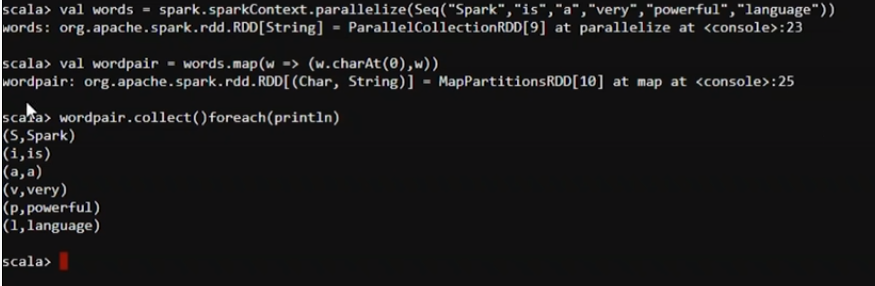 scala> val words = spark.sparkContext.parallelize(Seq("Spark","is","a","very","powerful","language"))
words: org.apache.spark.rdd.RDD[String] = ParallelCollectionRDD[9] at parallelize at <console>:23
scala> val wordpair = words.map(w => (w.charAt(0),w))
wordpair: org.apache.spark.rdd.RDD[(Char, String)] = MapPartitionsRDD[10] at map at <console>:25
scala> wordpair.collect()foreach(println)
(S,Spark)
(i,is)
(a,a)
(v,very)
(p,powerful)
(l,language)
scala>